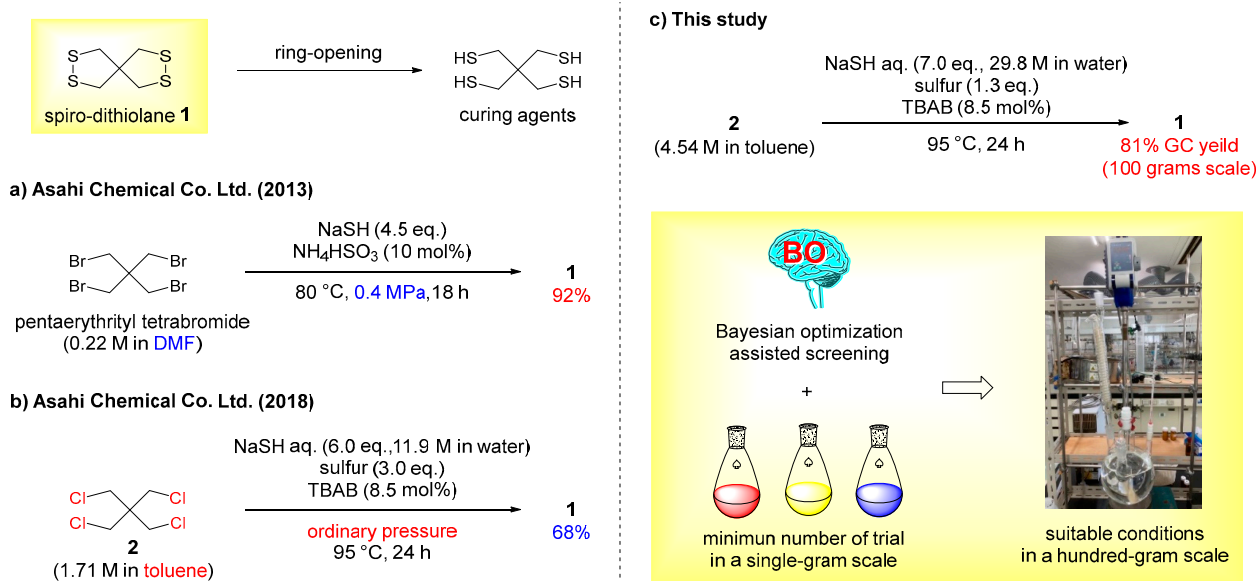 S
S
S
S
spiro-dithiolane 1
ring-opening
HS
SH
HS
SH
curing agents
a) Asahi Chemical Co. Ltd. (2013)
Br
Br
Br
Br
pentaerythrityl tetrabromide
(0.22 M in DMF)
NaSH (4.5 eq.)
NH4HSO3 (10 mol%)
80 °C, 0.4 MPa,18 h
1
92%
b) Asahi Chemical Co. Ltd. (2018)
Cl
Cl
Cl
Cl
2
(1.71 M in toluene)
NaSH aq. (6.0 eq.,11.9 M in water)
sulfur (3.0 eq.)
TBAB (8.5 mol%)
ordinary pressure
95 °C, 24 h
1
68%
c) This study
2
(4.54 M in toluene)
NaSH aq. (7.0 eq., 29.8 M in water)
sulfur (1.3 eq.)
TBAB (8.5 mol%)
95 °C, 24 h
1
81% GC yeild
(100 grams scale)
BO
Bayesian optimization
assisted screening
+
minimun number of trial
in a single-gram scale
suitable conditions
in a hundred-gram scale